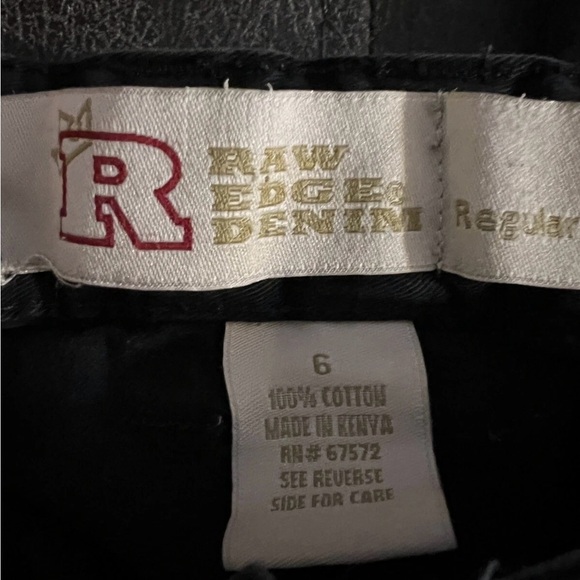 R
RAW
EDGE®
DENIM
Regular
6
100% COTTON
MADE IN KENYA
RN# 67572
SEE REVERSE
SIDE FOR CARE